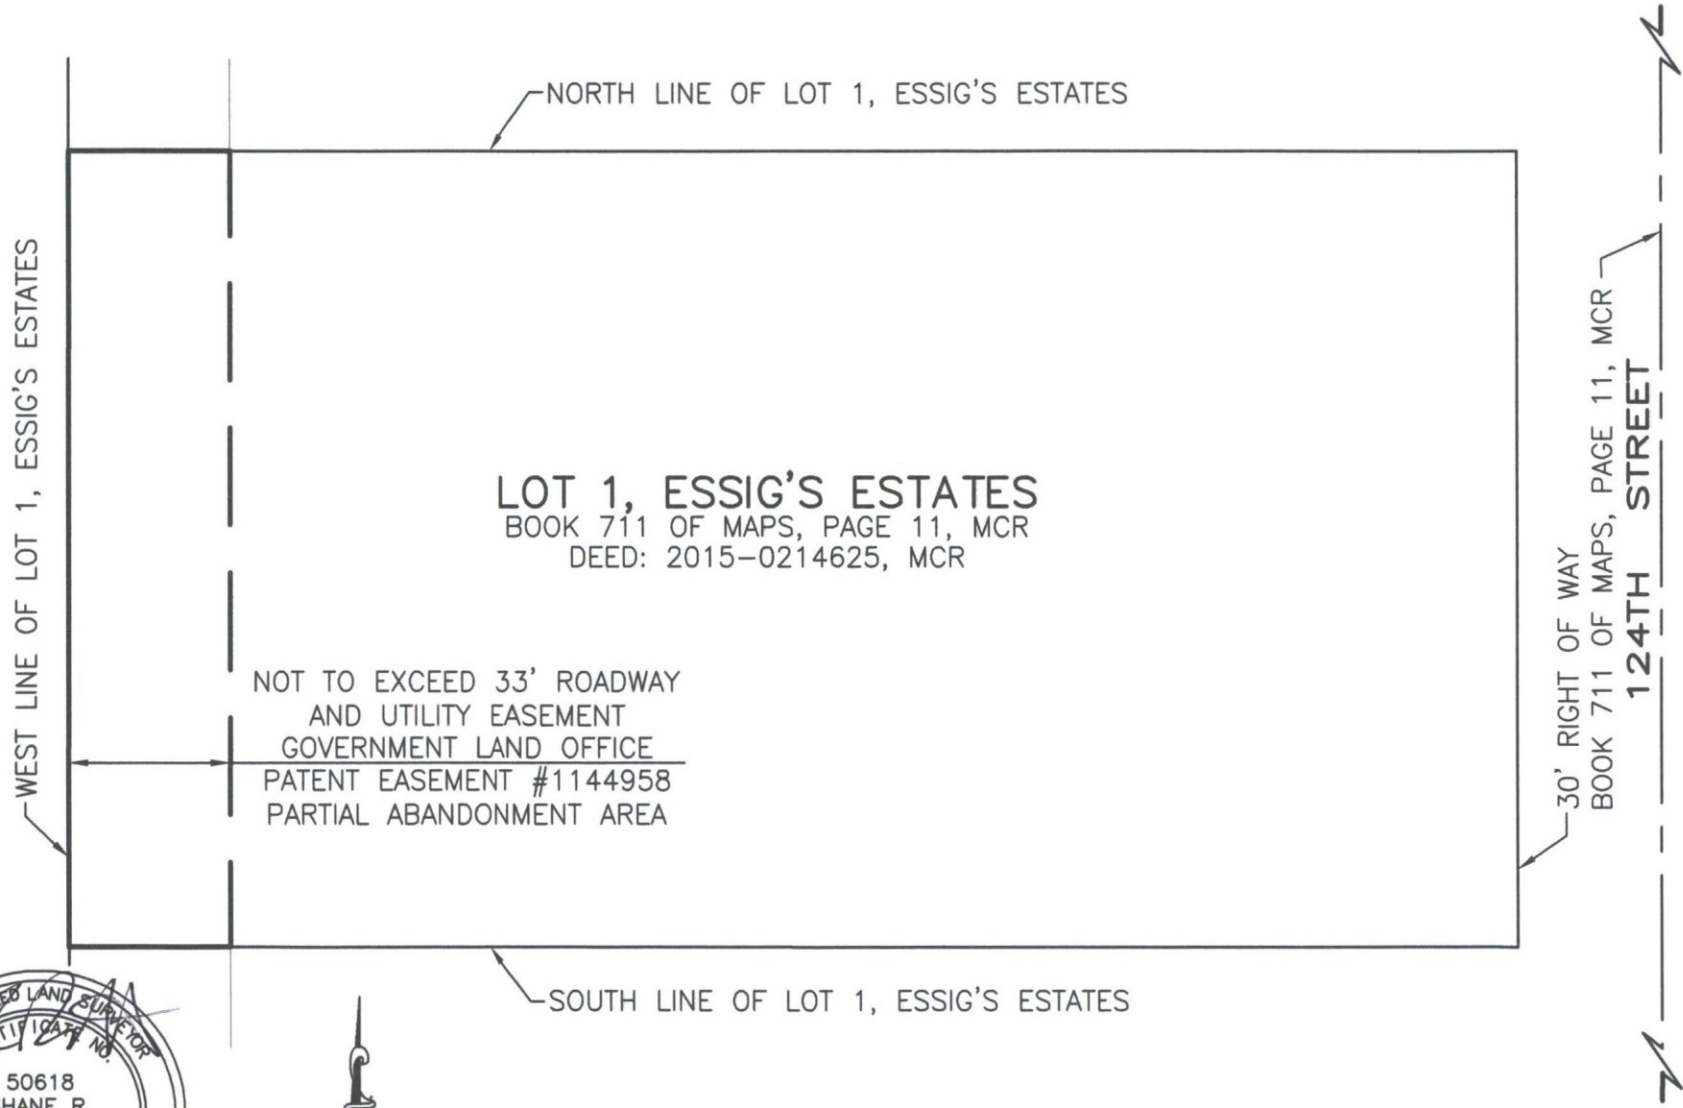 NORTH LINE OF LOT 1, ESSIG'S ESTATES
WEST LINE OF LOT 1, ESSIG'S ESTATES
LOT 1, ESSIG'S ESTATES
BOOK 711 OF MAPS, PAGE 11, MCR
DEED: 2015-0214625, MCR
NOT TO EXCEED 33' ROADWAY
AND UTILITY EASEMENT
GOVERNMENT LAND OFFICE
PATENT EASEMENT #1144958
PARTIAL ABANDONMENT AREA
30' RIGHT OF WAY
BOOK 711 OF MAPS, PAGE 11, MCR
124TH STREET
SOUTH LINE OF LOT 1, ESSIG'S ESTATES
LAND SURVEYOR
NO.
50618
R.